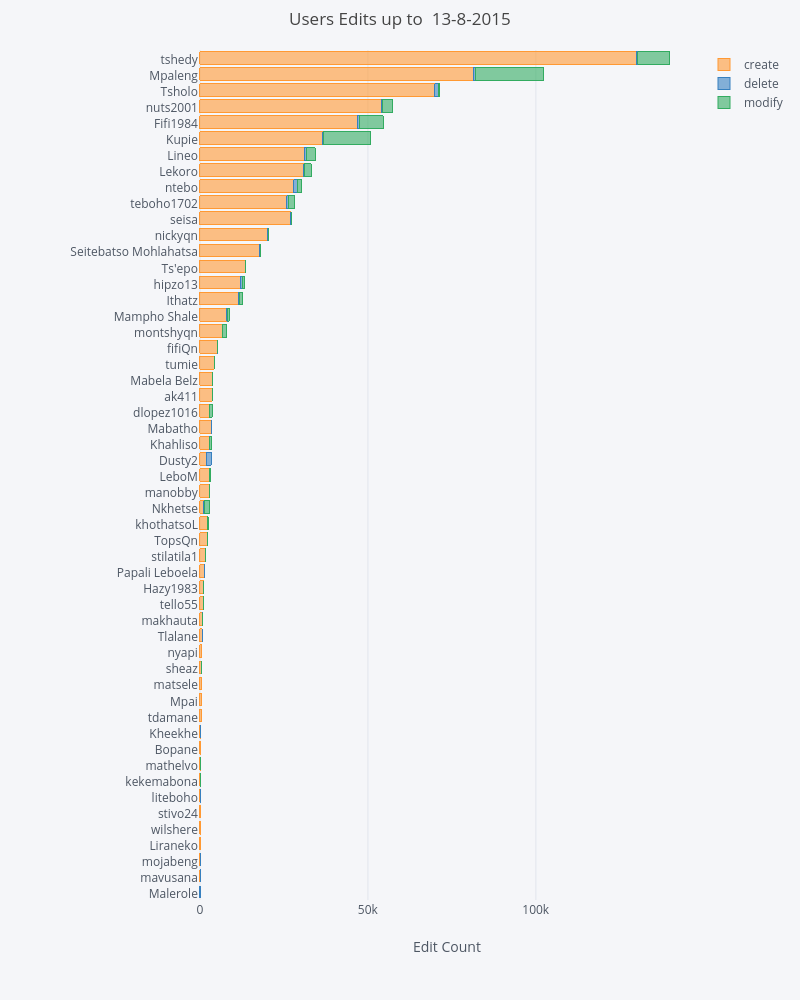 Users Edits up to  13-8-2015
create
delete
modify
tshedy
Mpaleng
Tsholo
nuts2001
Fifi1984
Kupie
Lineo
Lekoro
ntebo
teboho1702
seisa
nickyqn
Seitebatso Mohlahatsa
Ts'epo
hipzo13
Ithatz
Mampho Shale
montshyqn
fifiQn
tumie
Mabela Belz
ak411
dlopez1016
Mabatho
Khahliso
Dusty2
LeboM
manobby
Nkhetse
khothatsoL
TopsQn
stilatila1
Papali Leboela
Hazy1983
tello55
makhauta
Tlalane
nyapi
sheaz
matsele
Mpai
tdamane
Kheekhe
Bopane
mathelvo
kekemabona
liteboho
stivo24
wilshere
Liraneko
mojabeng
mavusana
Malerole
0 50k 100k
Edit Count